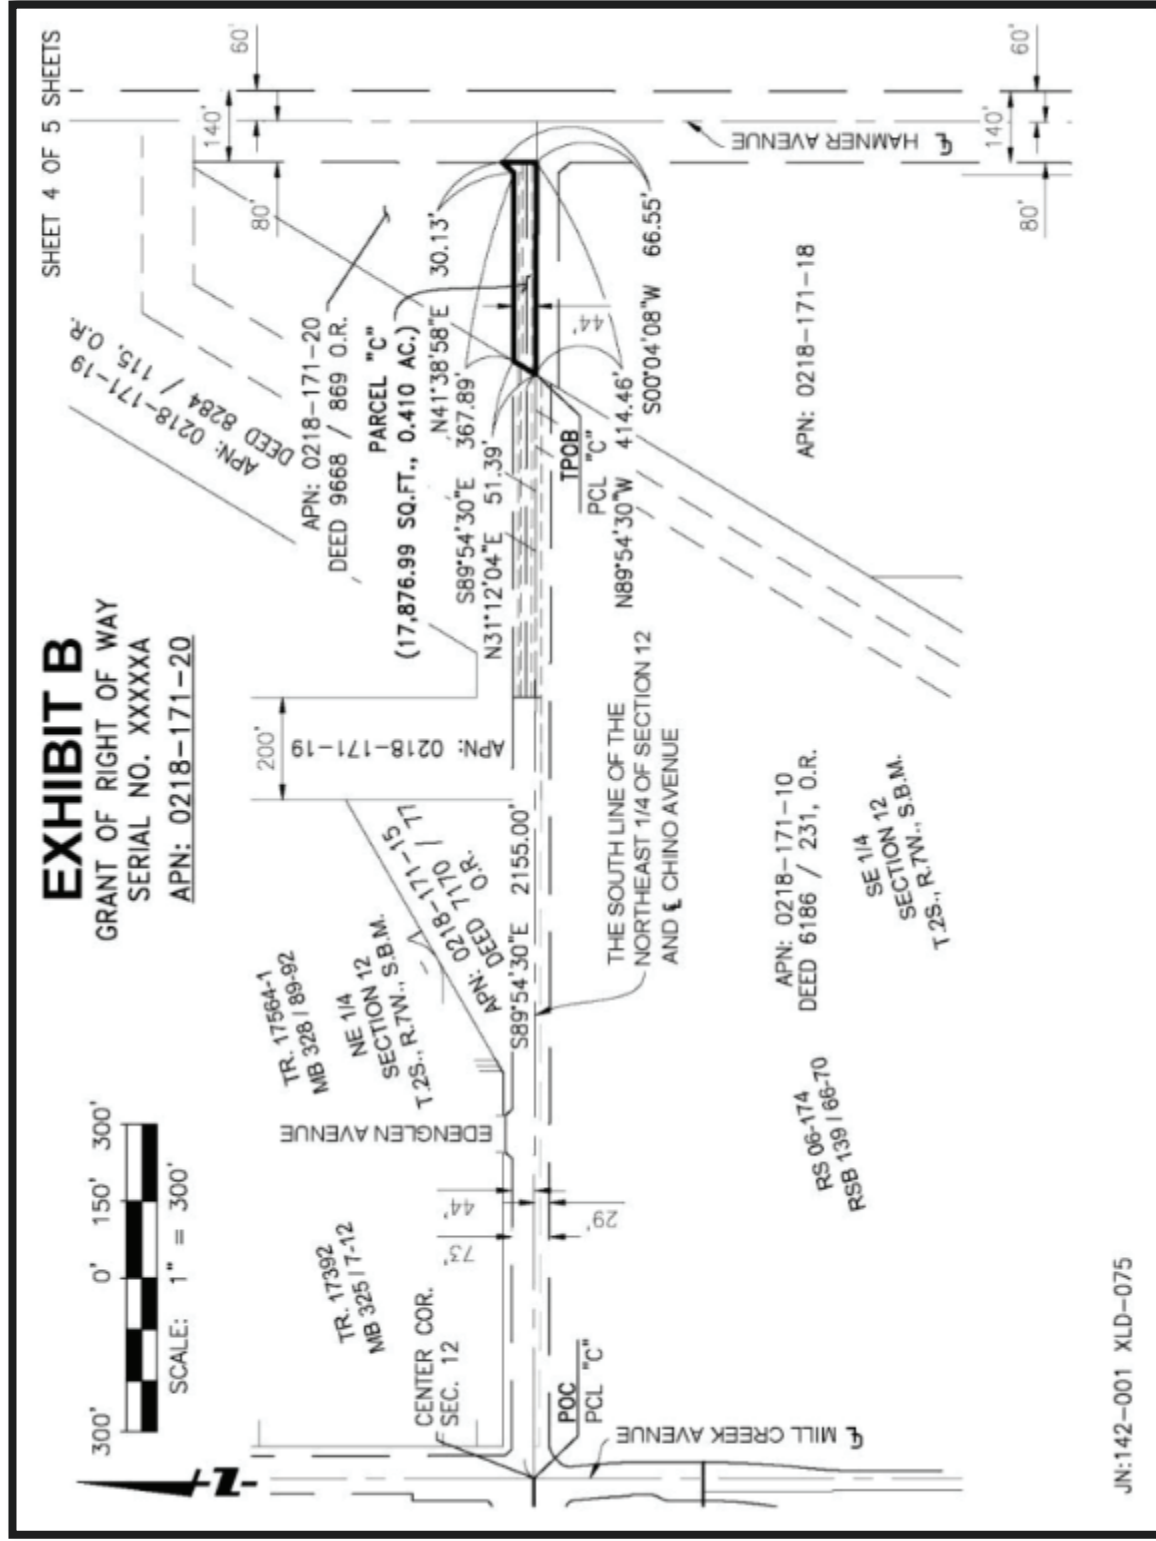 SHEET 4 OF 5 SHEETS
EXHIBIT B
GRANT OF RIGHT OF WAY
SERIAL NO. XXXXXA
APN: 0218-171-20
300' 0' 150' 300'
SCALE: 1" = 300'
N
TR. 17564-1
MB 328 / 89-92
NE 1/4
SECTION 12
T.2S., R.7W., S.B.M.
TR. 17392
MB 325 / 7-12
EDENGLEN AVENUE
APN: 0218-171-15
DEED 7170 / 77
O.R.
200'
APN: 0218-171-19
APN: 0218-171-19
DEED 8284 / 115, O.R.
APN: 0218-171-20
DEED 9668 / 869 O.R.
PARCEL "C"
(17,876.99 SQ.FT., 0.410 AC.)
N41°38'58"E 30.13'
S89°54'30"E 367.89'
N31°12'04"E 51.39'
60'
140'
80'
CENTER COR.
SEC. 12
44'
73'
29'
S89°54'30"E 2155.00'
44'
TPOB
PCL "C"
N89°54'30"W 414.46'
S00°04'08"W 66.55'
℄ HAMNER AVENUE
POC
PCL "C"
℄ MILL CREEK AVENUE
THE SOUTH LINE OF THE
NORTHEAST 1/4 OF SECTION 12
AND ℄ CHINO AVENUE
APN: 0218-171-10
DEED 6186 / 231, O.R.
APN: 0218-171-18
RS 06-174
RSB 139 / 66-70
SE 1/4
SECTION 12
T.2S., R.7W., S.B.M.
60'
140'
80'
JN:142-001 XLD-075